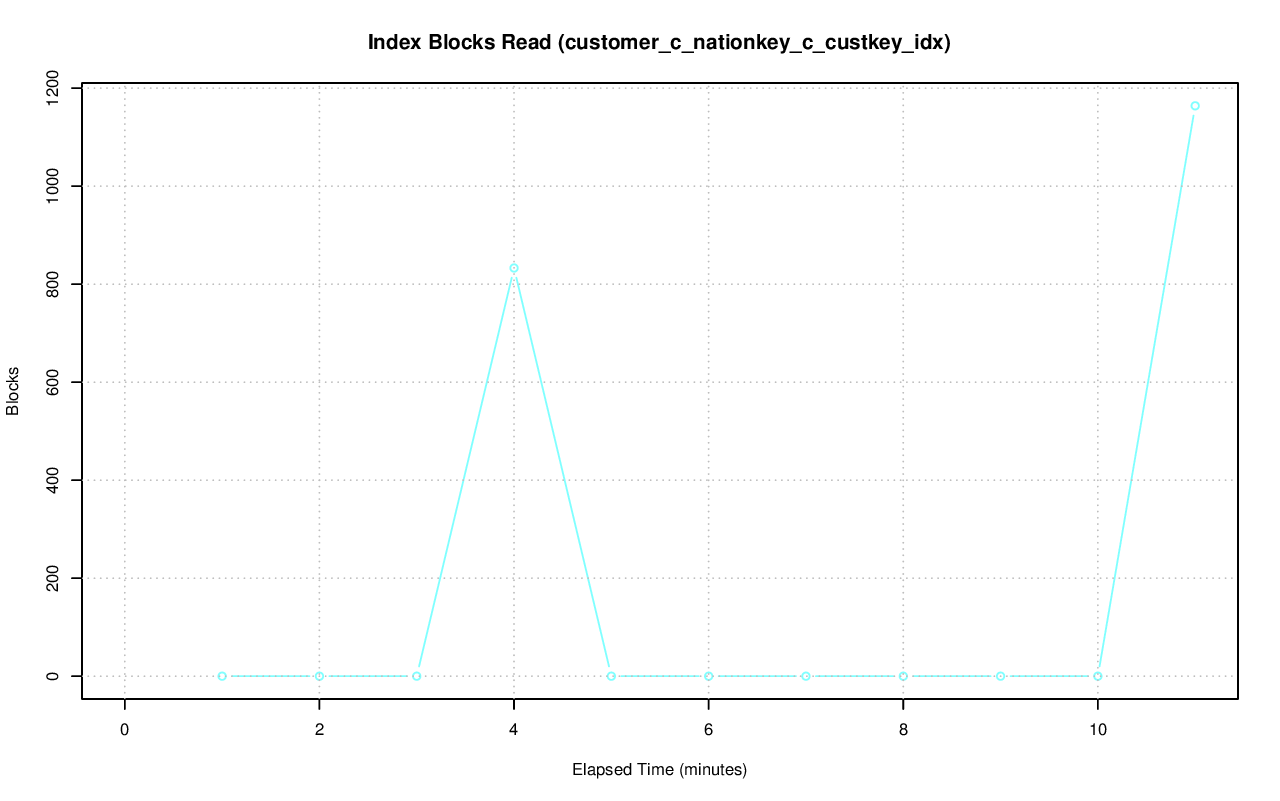 Index Blocks Read (customer_c_nationkey_c_custkey_idx)
1200
1000
800
600
400
200
0
Blocks
0 2 4 6 8 10
Elapsed Time (minutes)